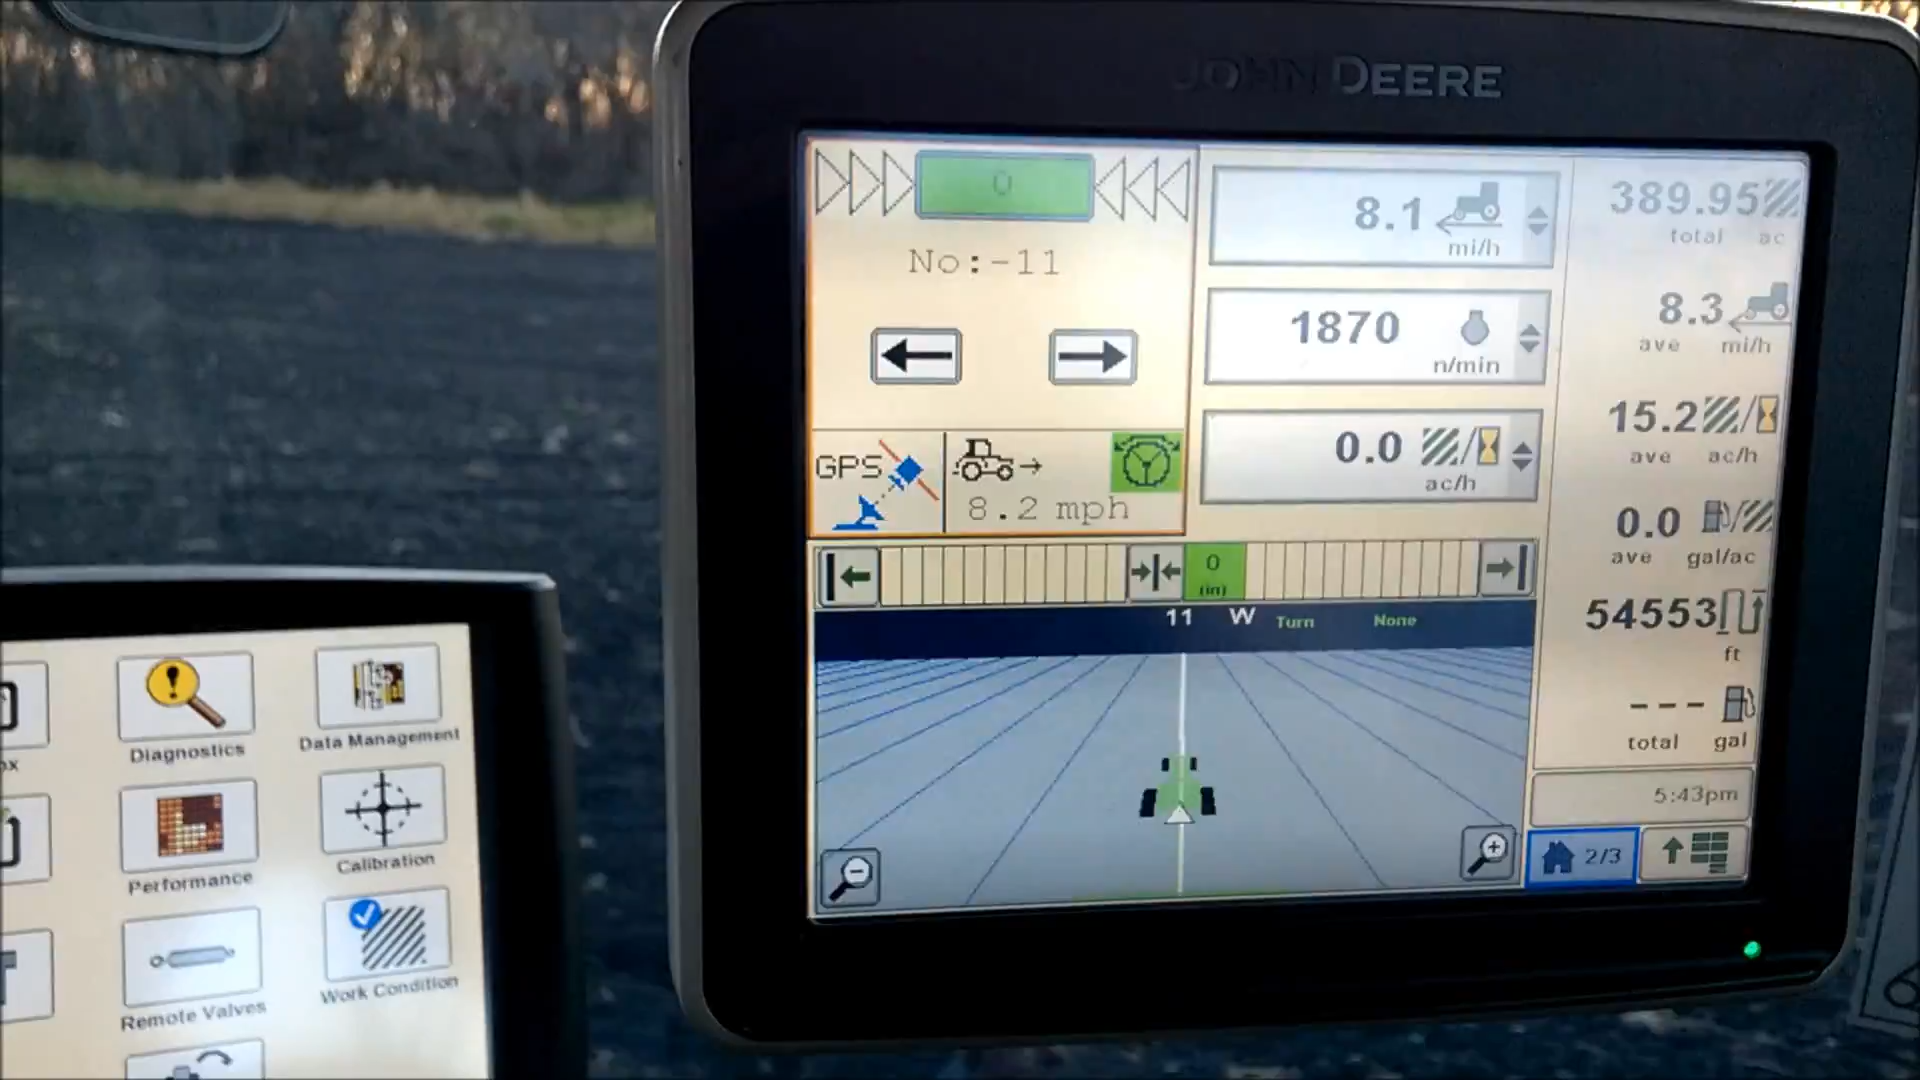 JOHN DEERE
0
No:-11
GPS
8.2 mph
8.1
mi/h
1870
n/min
0.0
ac/h
389.95
total ac
8.3
ave mi/h
15.2
ave ac/h
0.0
ave gal/ac
54553
ft
---
total gal
5:43pm
2/3
0
(in)
11 W Turn None
Diagnostics
Data Management
Performance
Calibration
Remote Valves
Work Condition